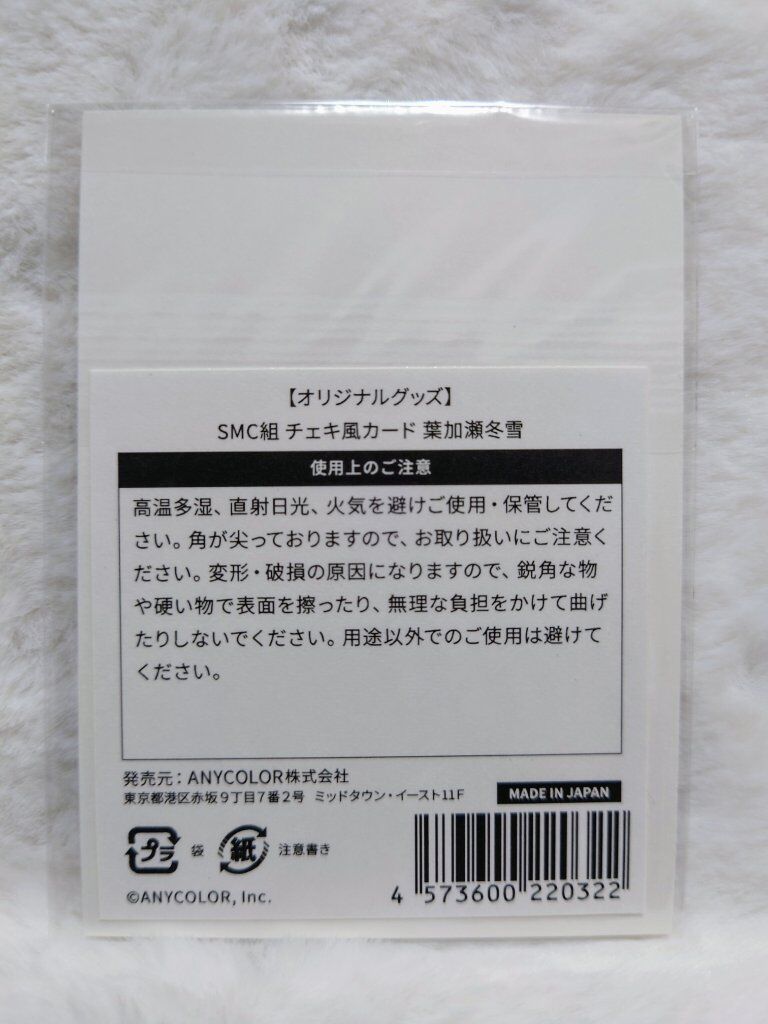 【オリジナルグッズ】
SMC組 チェキ風カード 葉加瀬冬雪
使用上のご注意
高温多湿、直射日光、火気を避けご使用・保管してくだ
さい。角が尖っておりますので、お取り扱いにご注意く
ださい。変形・破損の原因になりますので、鋭角な物
や硬い物で表面を擦ったり、無理な負担をかけて曲げ
たりしないでください。用途以外でのご使用は避けて
ください。
発売元：ANYCOLOR株式会社
東京都港区赤坂9丁目7番2号 ミッドタウン・イースト11F
MADE IN JAPAN
プラ 袋 紙 注意書き
©ANYCOLOR, Inc.
4 573600 220322